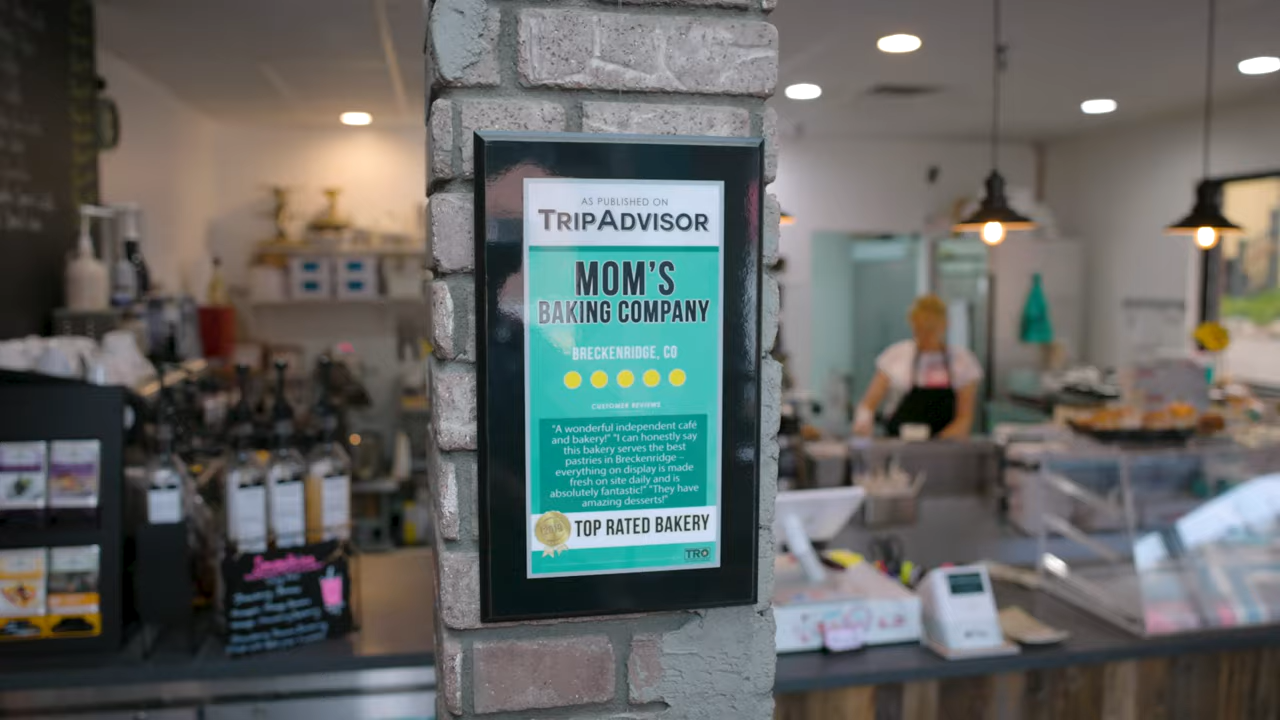 AS PUBLISHED ON
TRIPADVISOR
MOM'S
BAKING COMPANY
BRECKENRIDGE, CO
CUSTOMER REVIEWS
"A wonderful independent café
and bakery!" "I can honestly say
this bakery serves the best
pastries in Breckenridge –
everything on display is made
fresh on site daily and is
absolutely fantastic!" "They have
amazing desserts!"
TOP RATED BAKERY
TRO